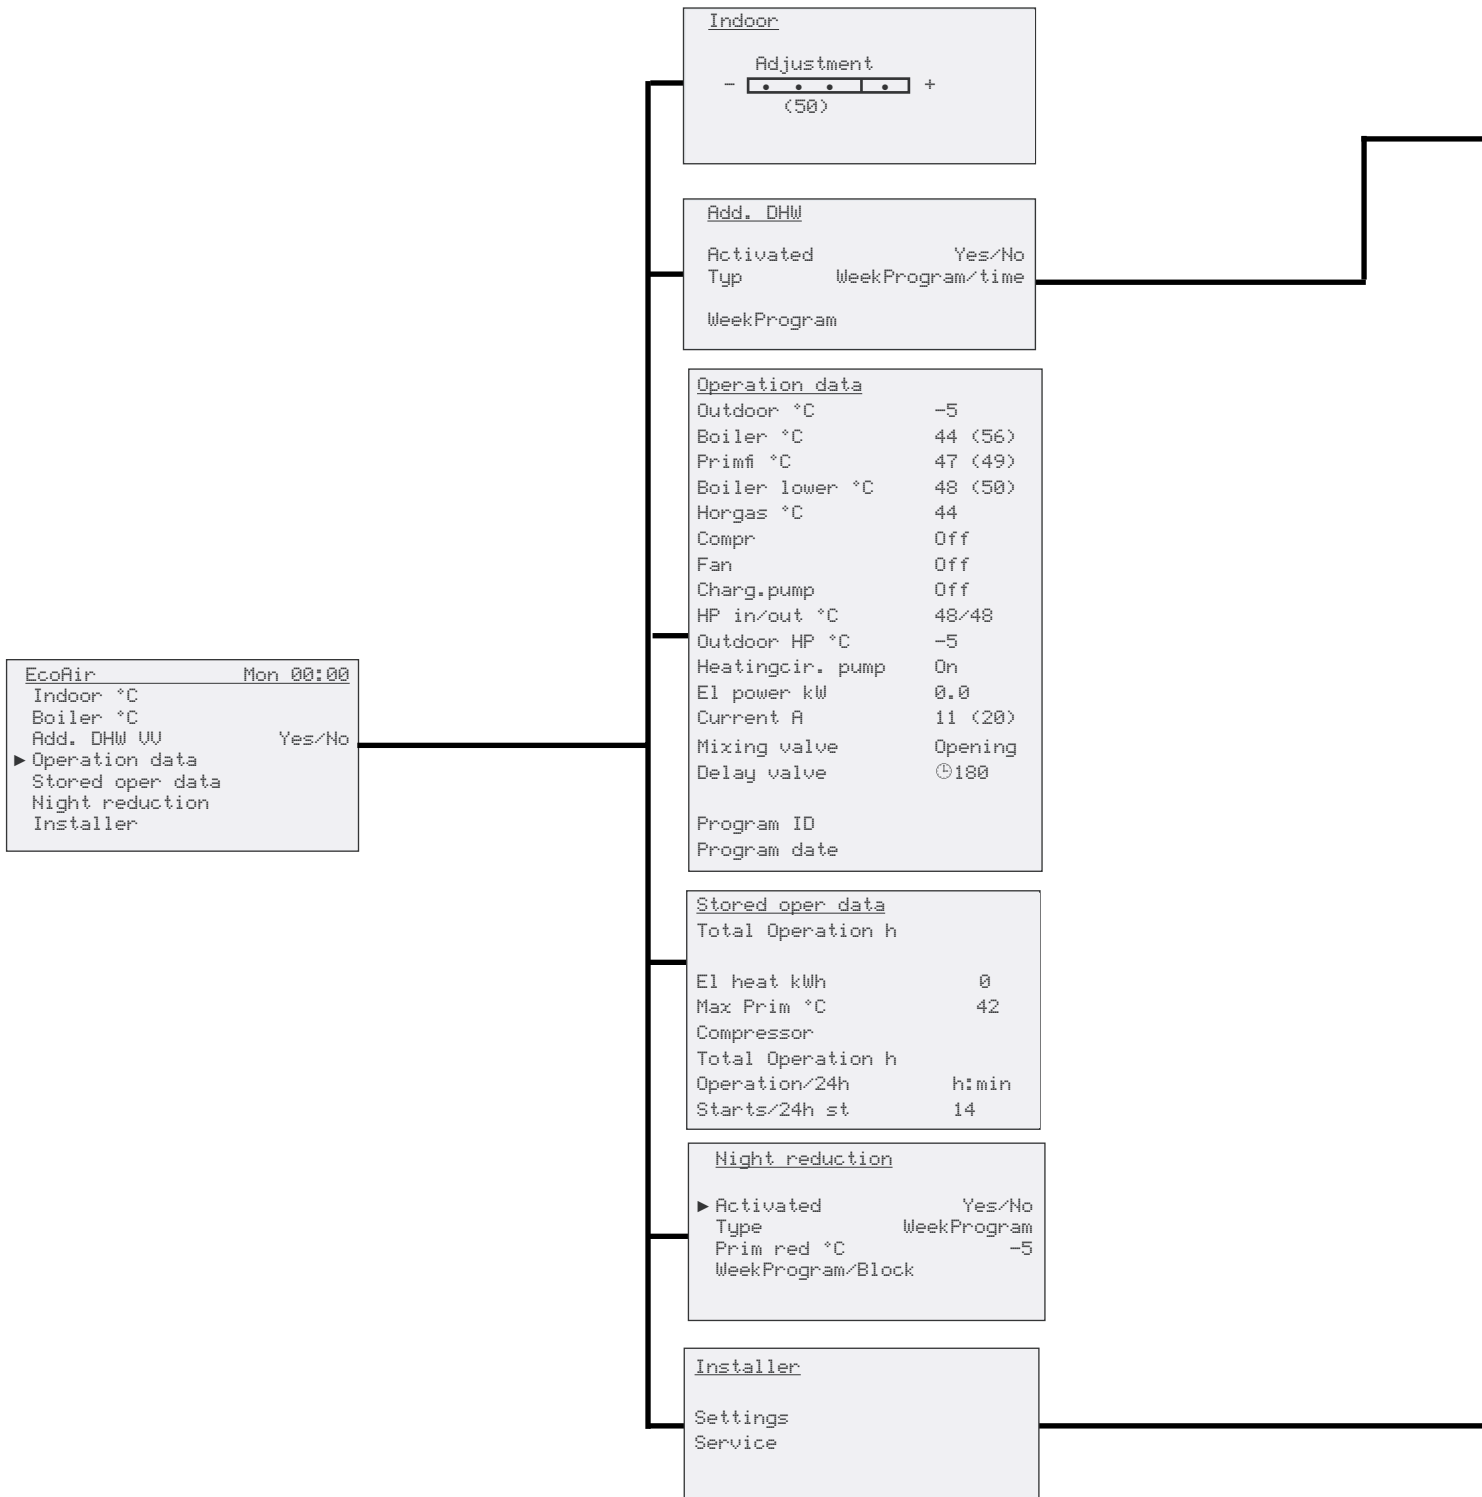 Indoor
Adjustment
- +
(50)
Add. DHW
Activated Yes/No
Typ WeekProgram/time
WeekProgram
Operation data
Outdoor °C -5
Boiler °C 44 (56)
Primfi °C 47 (49)
Boiler lower °C 48 (50)
Horgas °C 44
Compr Off
Fan Off
Charg.pump Off
HP in/out °C 48/48
Outdoor HP °C -5
Heatingcir. pump On
El power kW 0.0
Current A 11 (20)
Mixing valve Opening
Delay valve 180
Program ID
Program date
EcoAir Mon 00:00
Indoor °C
Boiler °C
Add. DHW VV Yes/No
►Operation data
Stored oper data
Night reduction
Installer
Stored oper data
Total Operation h
El heat kWh 0
Max Prim °C 42
Compressor
Total Operation h
Operation/24h h:min
Starts/24h st 14
Night reduction
►Activated Yes/No
Type WeekProgram
Prim red °C -5
WeekProgram/Block
Installer
Settings
Service